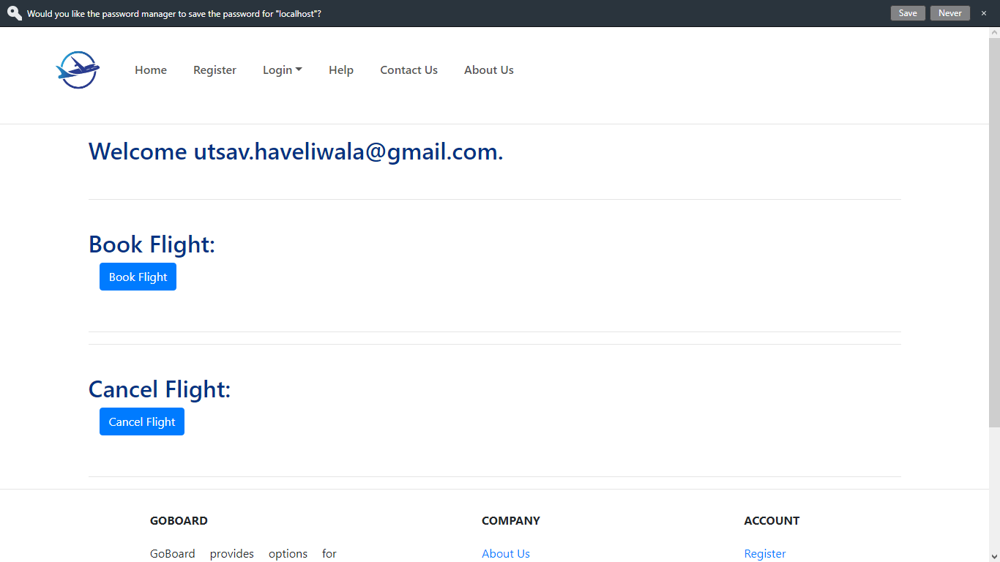 Would you like the password manager to save the password for "localhost"?
Save
Never
×
Home
Register
Login
Help
Contact Us
About Us
Welcome utsav.haveliwala@gmail.com.
Book Flight:
Book Flight
Cancel Flight:
Cancel Flight
GOBOARD
COMPANY
ACCOUNT
GoBoard provides options for
About Us
Register